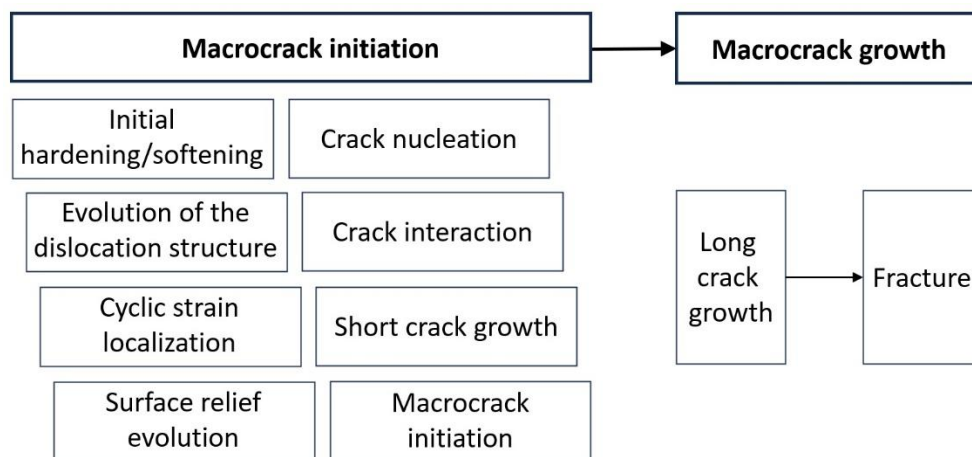 Macrocrack initiation
Macrocrack growth
Initial
hardening/softening
Crack nucleation
Evolution of the
dislocation structure
Crack interaction
Cyclic strain
localization
Short crack growth
Surface relief
evolution
Macrocrack
initiation
Long
crack
growth
Fracture